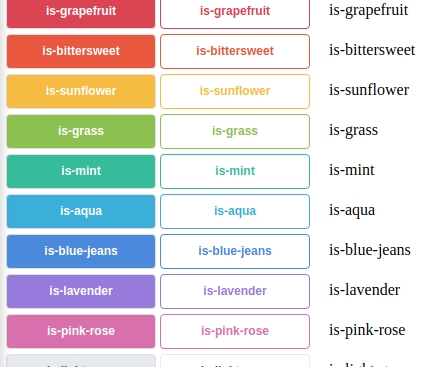 is-grapefruit is-grapefruit is-grapefruit
is-bittersweet is-bittersweet is-bittersweet
is-sunflower is-sunflower is-sunflower
is-grass is-grass is-grass
is-mint is-mint is-mint
is-aqua is-aqua is-aqua
is-blue-jeans is-blue-jeans is-blue-jeans
is-lavender is-lavender is-lavender
is-pink-rose is-pink-rose is-pink-rose